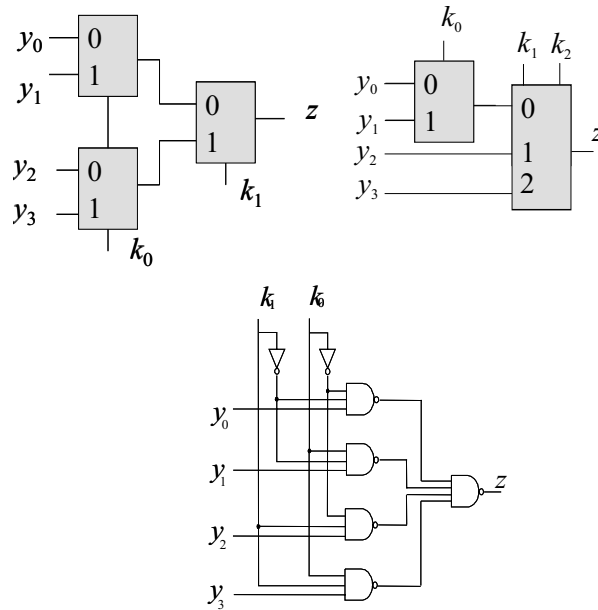 y₀ 0
y₁ 1
y₂ 0
y₃ 1
k₀
0
1
z
k₁
k₀
k₁ k₂
y₀ 0
y₁ 1
0
y₂ 1
y₃ 2
z
k₁ k₀
y₀
y₁
z
y₂
y₃